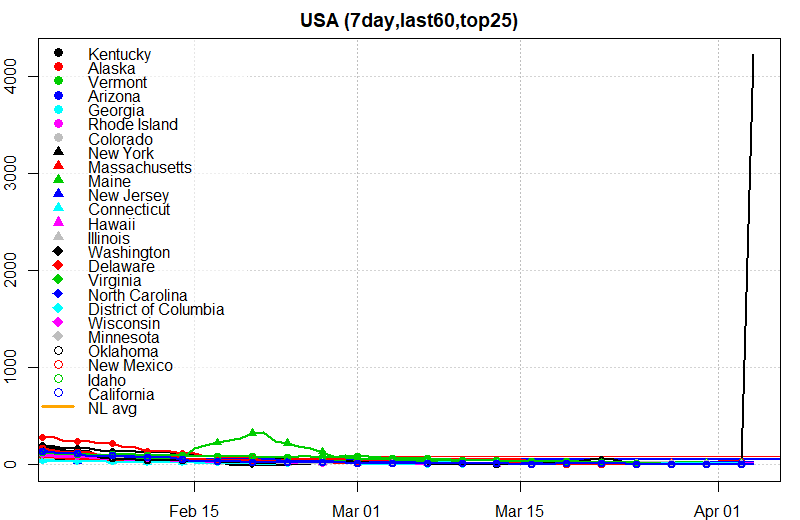 USA (7day,last60,top25)
4000
3000
2000
1000
0
Kentucky
Alaska
Vermont
Arizona
Georgia
Rhode Island
Colorado
New York
Massachusetts
Maine
New Jersey
Connecticut
Hawaii
Illinois
Washington
Delaware
Virginia
North Carolina
District of Columbia
Wisconsin
Minnesota
Oklahoma
New Mexico
Idaho
California
NL avg
Feb 15 Mar 01 Mar 15 Apr 01